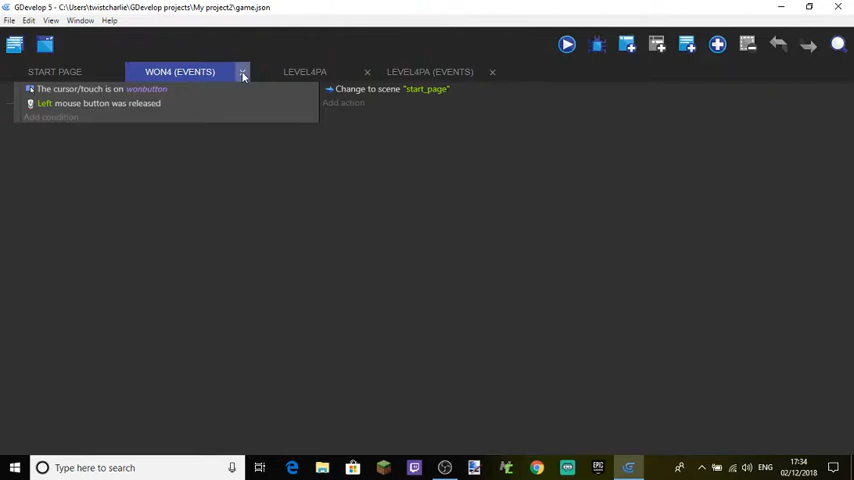 GDevelop 5 - C:\Users\twistcharlie\GDevelop projects\My project2\game.json
File Edit View Window Help
START PAGE WON4 (EVENTS) LEVEL4PA LEVEL4PA (EVENTS)
The cursor/touch is on wonbutton Change to scene "start_page"
Left mouse button was released Add action
Add condition
Type here to search ENG 17:34
02/12/2018